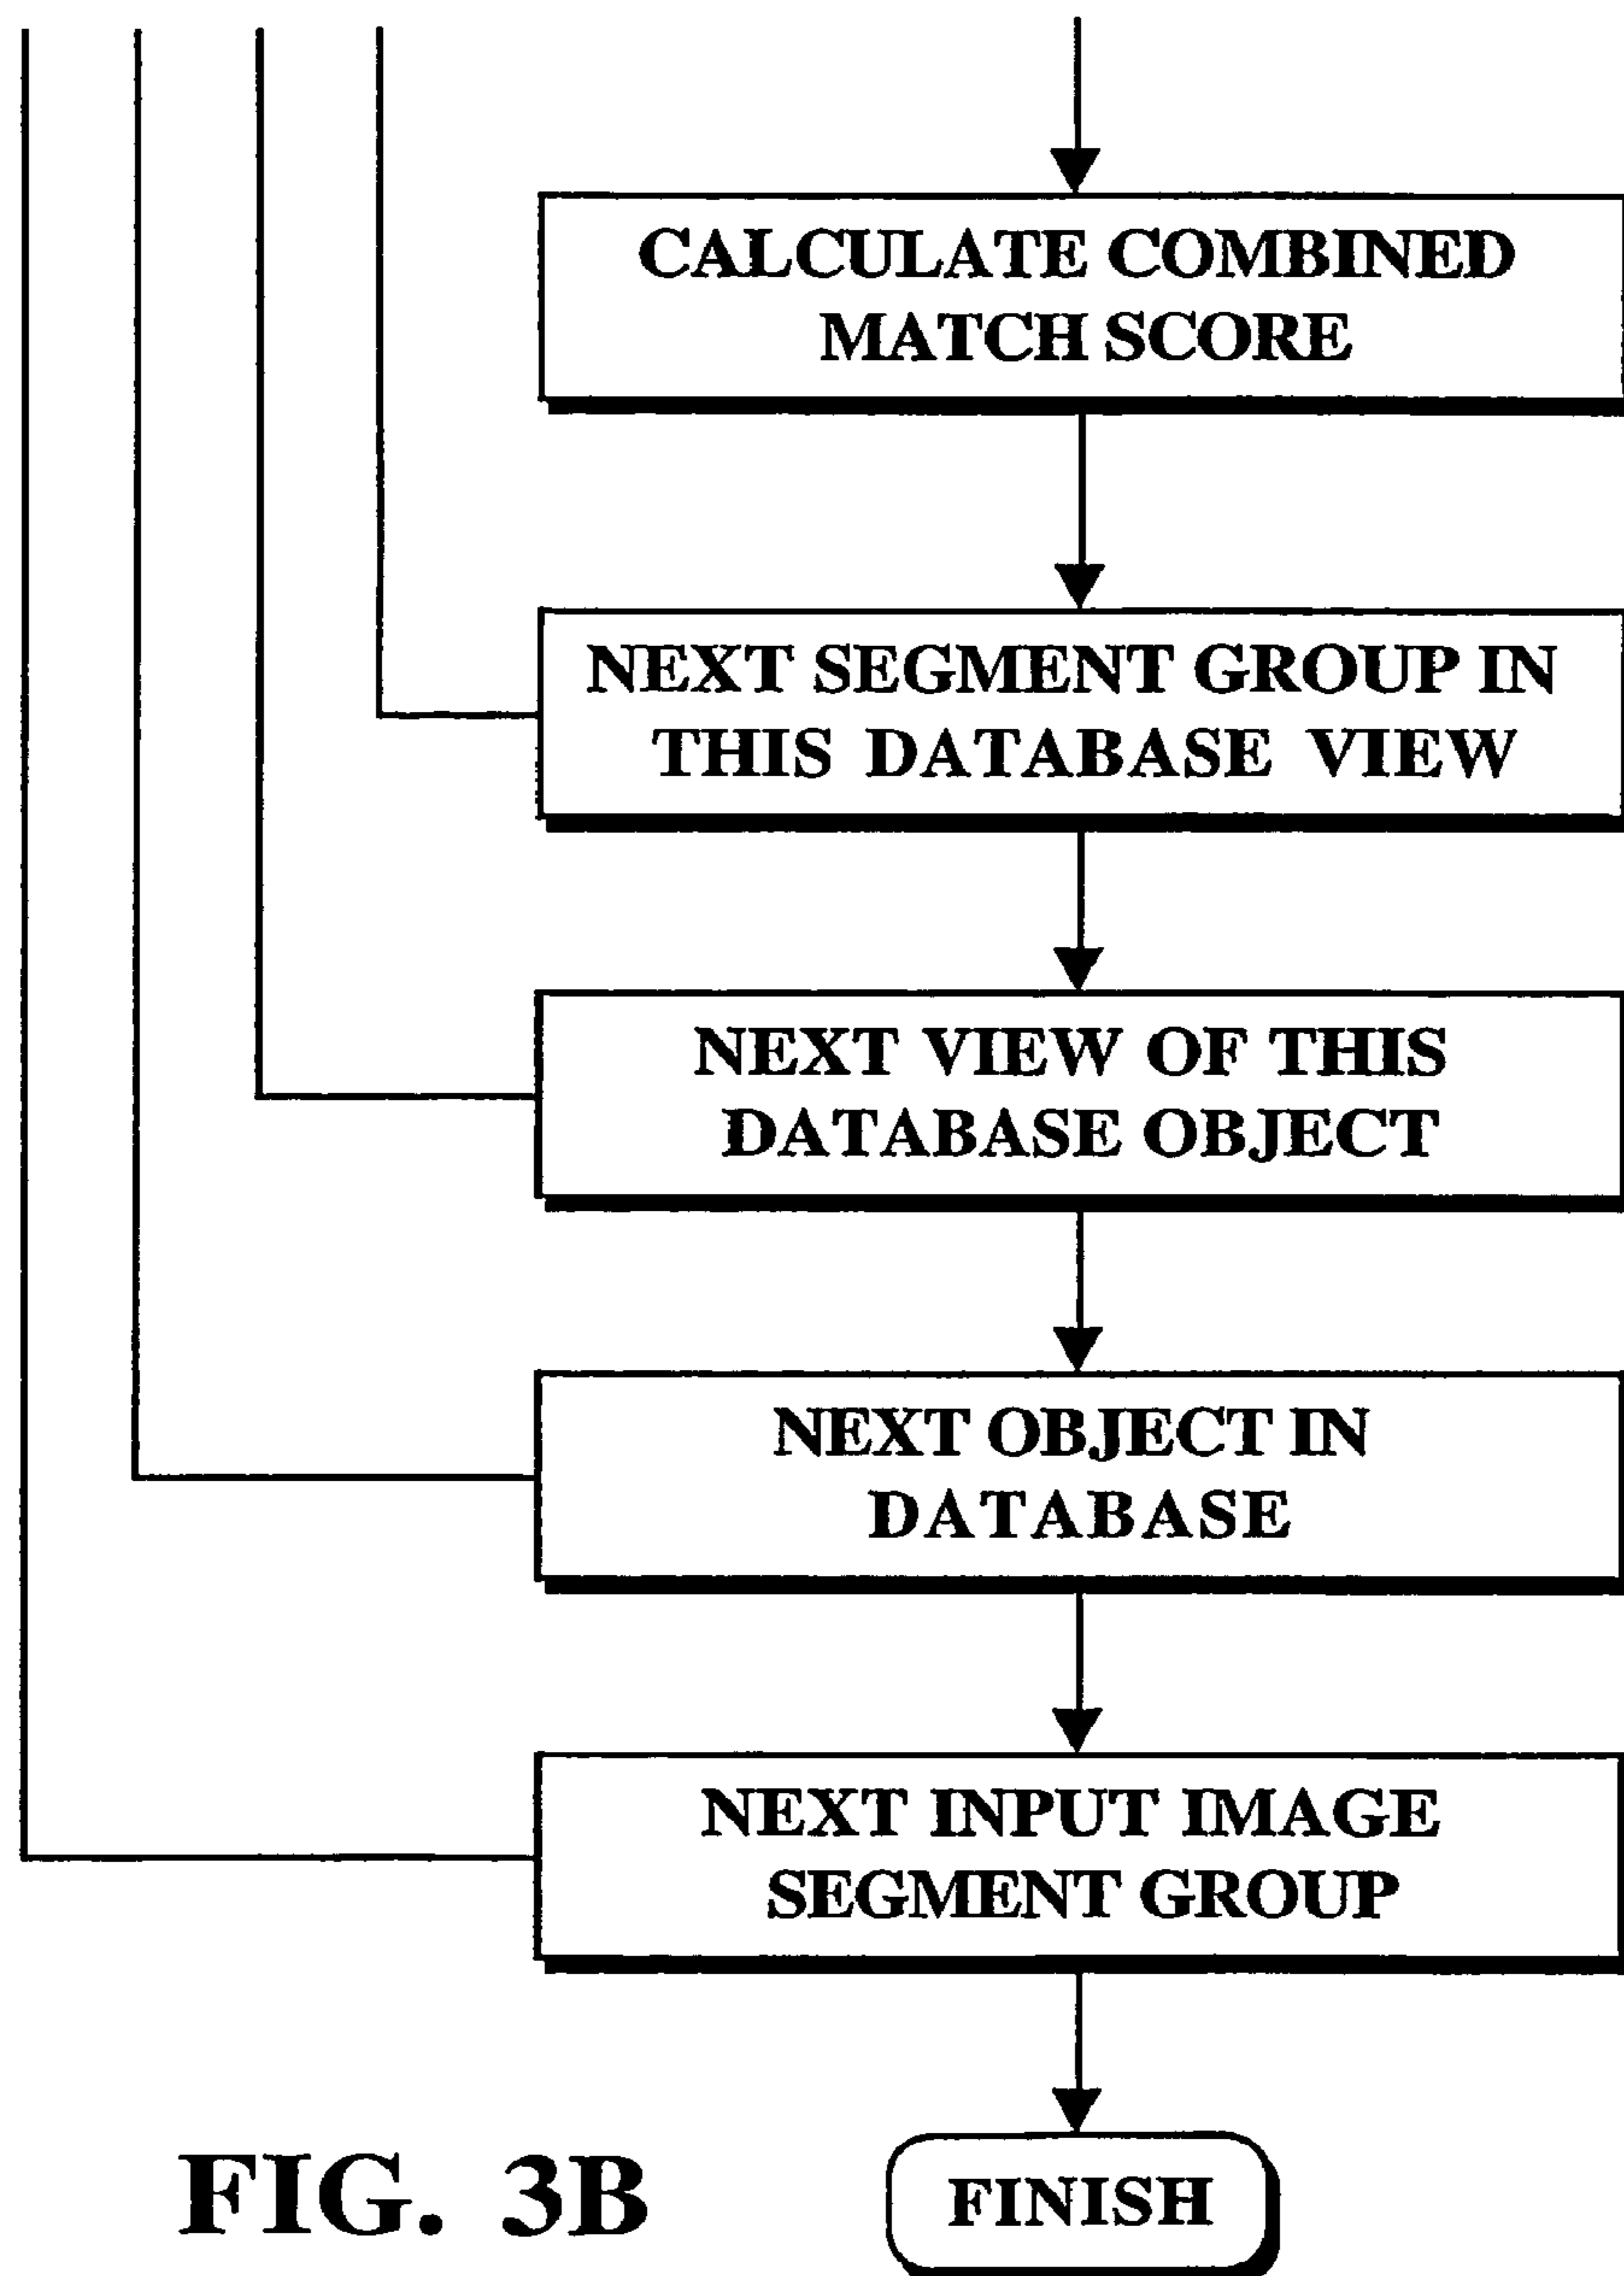 CALCULATE COMBINED
MATCH SCORE
NEXT SEGMENT GROUP IN
THIS DATABASE VIEW
NEXT VIEW OF THIS
DATABASE OBJECT
NEXT OBJECT IN
DATABASE
NEXT INPUT IMAGE
SEGMENT GROUP
FINISH
FIG. 3B